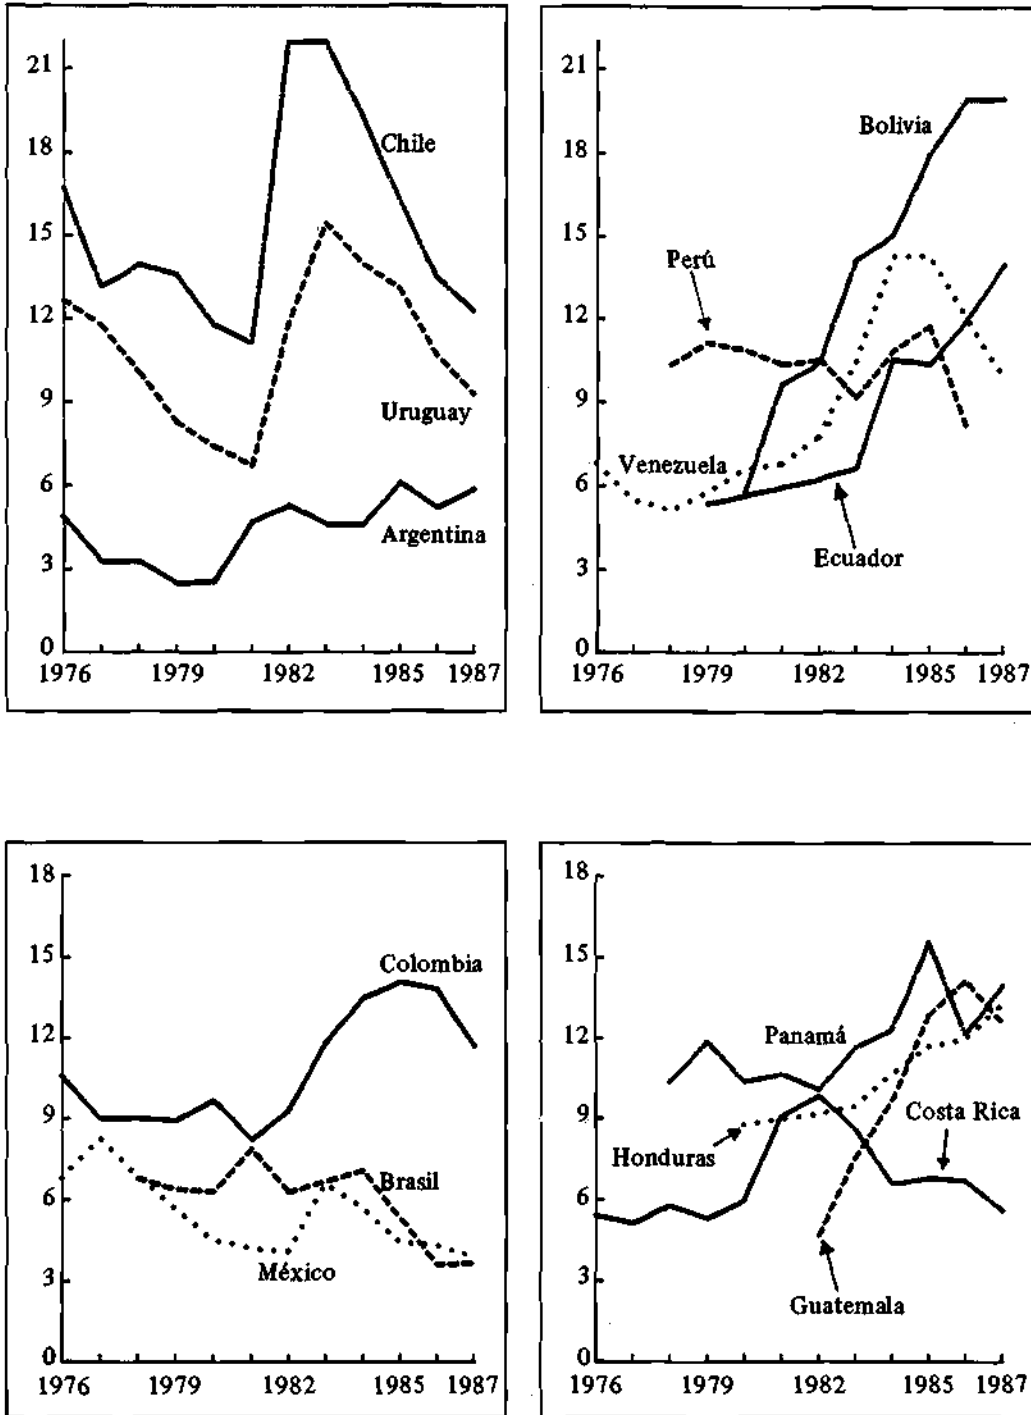 21
18
15
12
9
6
3
0
Chile
Uruguay
Argentina
1976 1979 1982 1985 1987
21
18
15
12
9
6
3
0
Bolivia
Perú
Venezuela
Ecuador
1976 1979 1982 1985 1987
18
15
12
9
6
3
0
Colombia
Brasil
México
1976 1979 1982 1985 1987
18
15
12
9
6
3
0
Panamá
Costa Rica
Honduras
Guatemala
1976 1979 1982 1985 1987